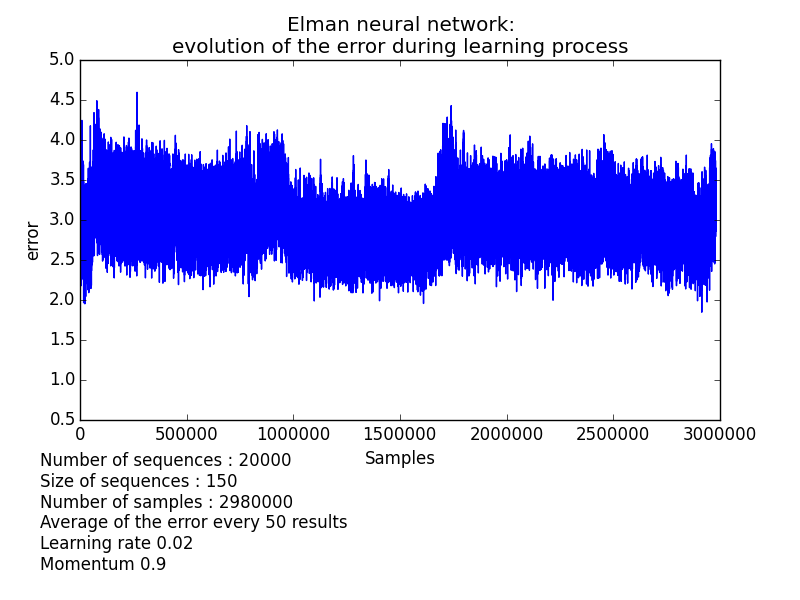 Elman neural network:
evolution of the error during learning process
5.0
4.5
4.0
3.5
3.0
2.5
2.0
1.5
1.0
0.5
error
0 500000 1000000 1500000 2000000 2500000 3000000
Samples
Number of sequences : 20000
Size of sequences : 150
Number of samples : 2980000
Average of the error every 50 results
Learning rate 0.02
Momentum 0.9